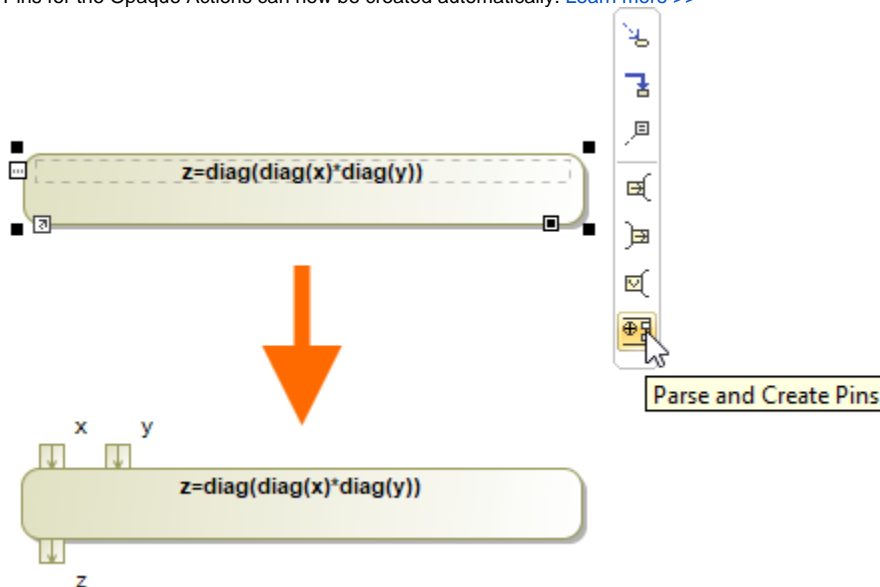 Pins for the Opaque Actions can now be created automatically. Learn more >>
z=diag(diag(x)*diag(y))
Parse and Create Pins
x y
z=diag(diag(x)*diag(y))
z